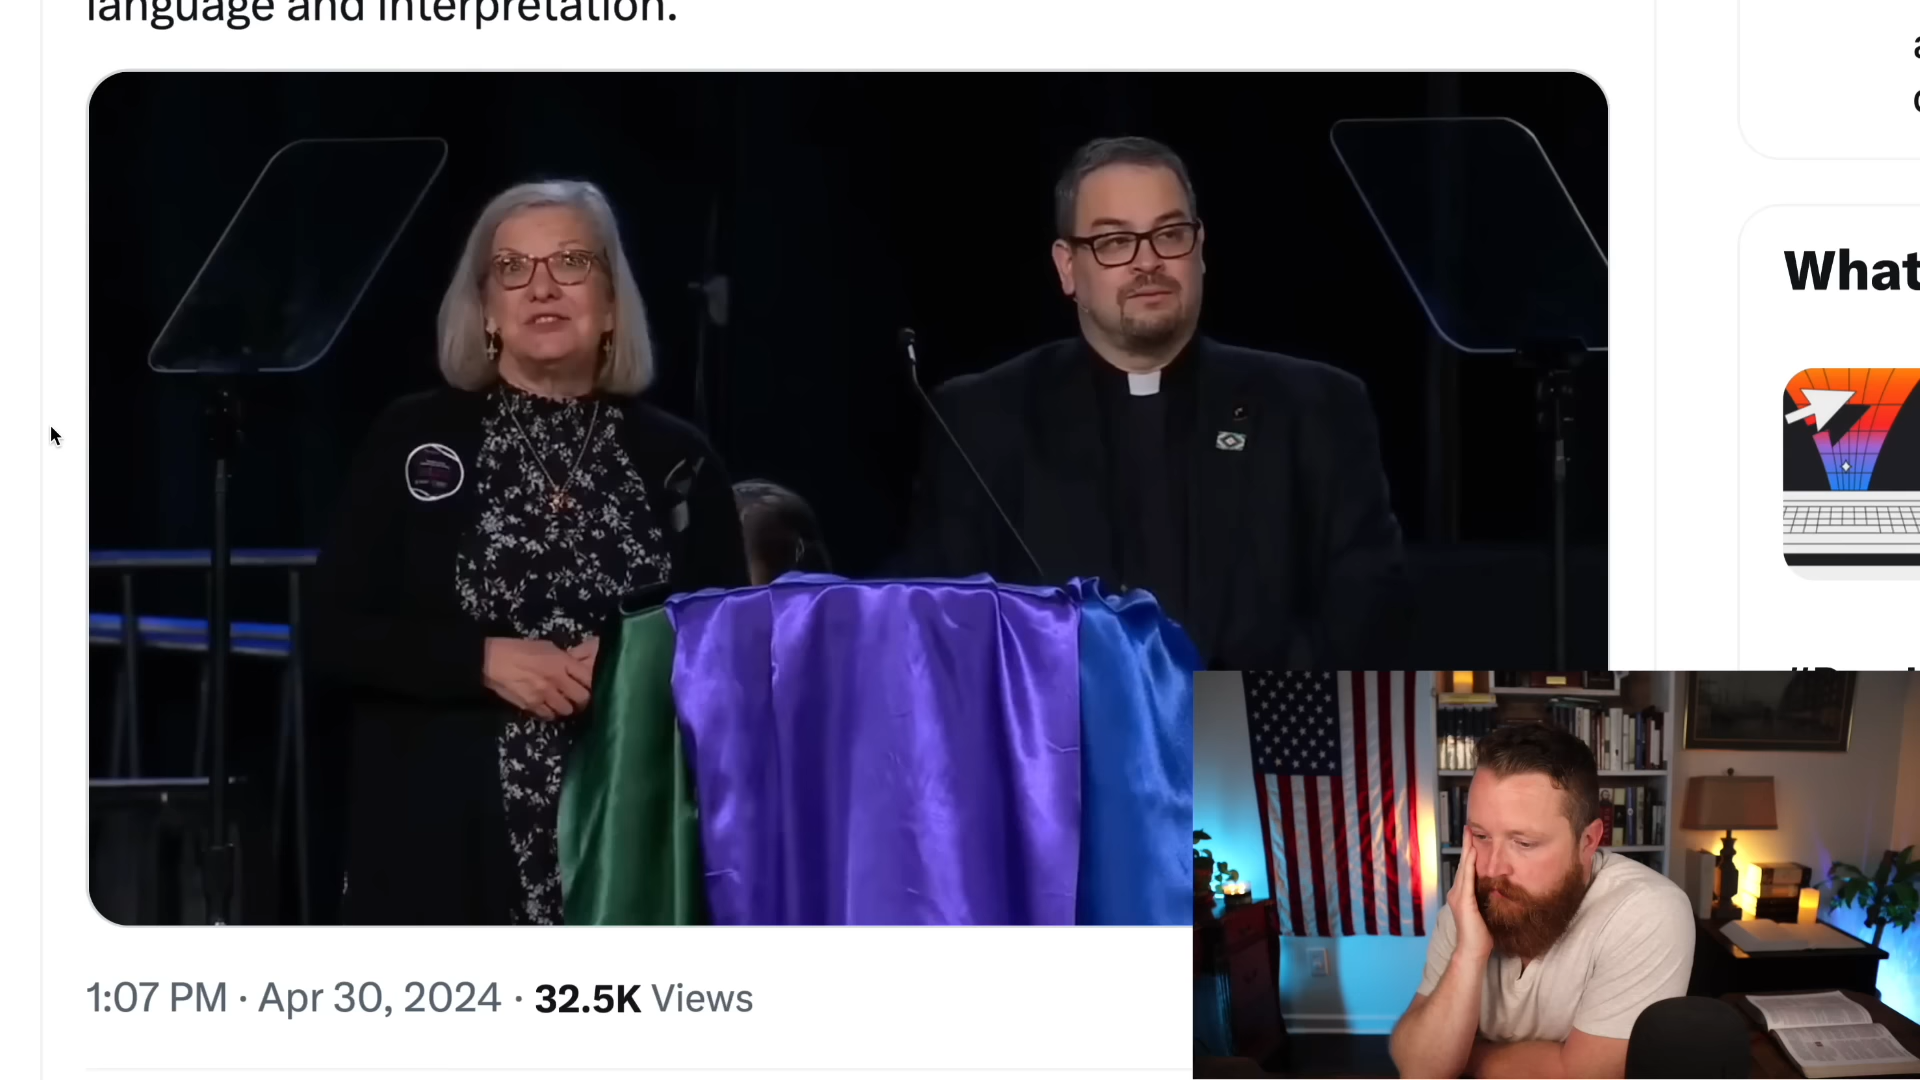 language and interpretation.
What
1:07 PM · Apr 30, 2024 · 32.5K Views